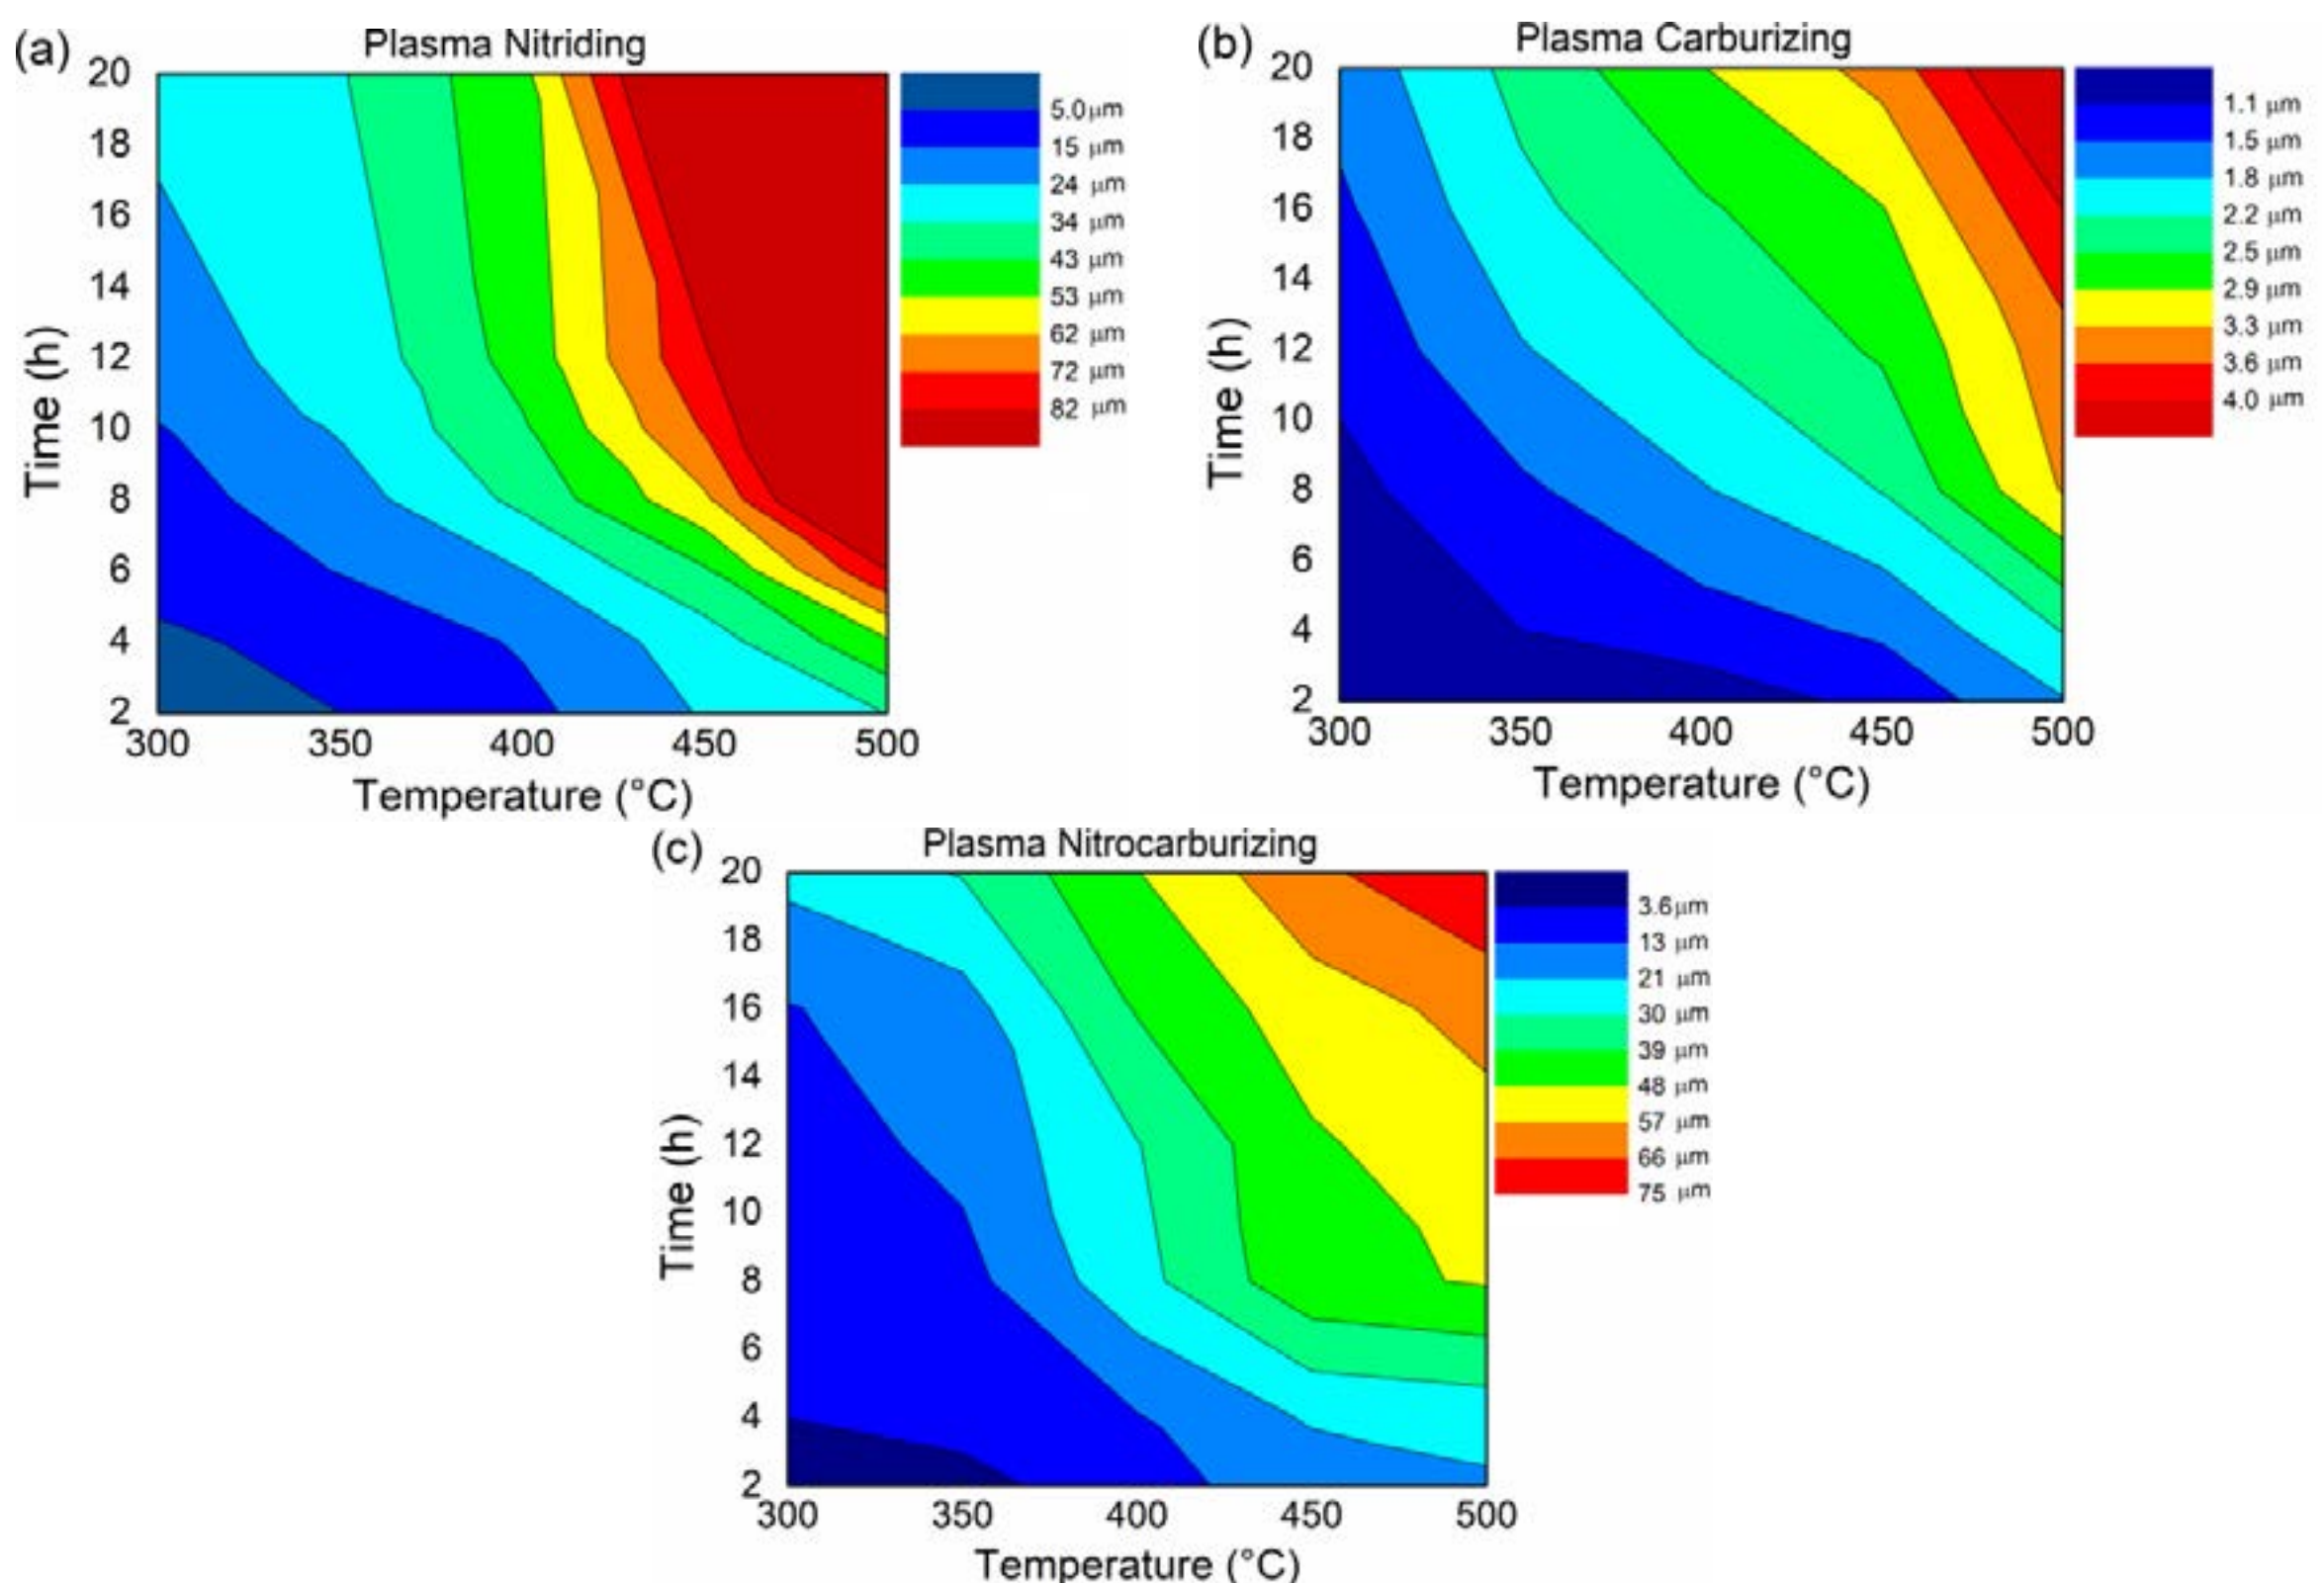 (a) Plasma Nitriding
20
18
16
14
12
10
8
6
4
2
Time (h)
300 350 400 450 500
Temperature (°C)
5.0µm
15 µm
24 µm
34 µm
43 µm
53 µm
62 µm
72 µm
82 µm
(b) Plasma Carburizing
20
18
16
14
12
10
8
6
4
2
Time (h)
300 350 400 450 500
Temperature (°C)
1.1 µm
1.5 µm
1.8 µm
2.2 µm
2.5 µm
2.9 µm
3.3 µm
3.6 µm
4.0 µm
(c) Plasma Nitrocarburizing
20
18
16
14
12
10
8
6
4
2
Time (h)
300 350 400 450 500
Temperature (°C)
3.6µm
13 µm
21 µm
30 µm
39 µm
48 µm
57 µm
66 µm
75 µm